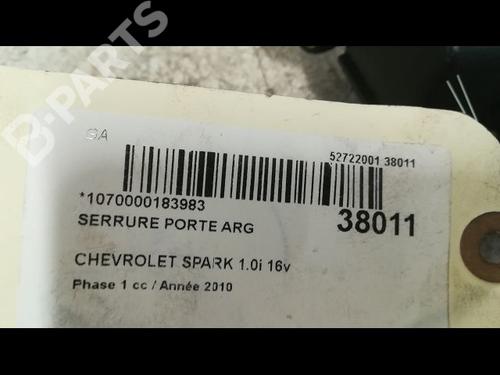 B-PARTS
GA
52722001 38011
*1070000183983
38011
SERRURE PORTE ARG
CHEVROLET SPARK 1.0i 16v
Phase 1 cc / Année 2010